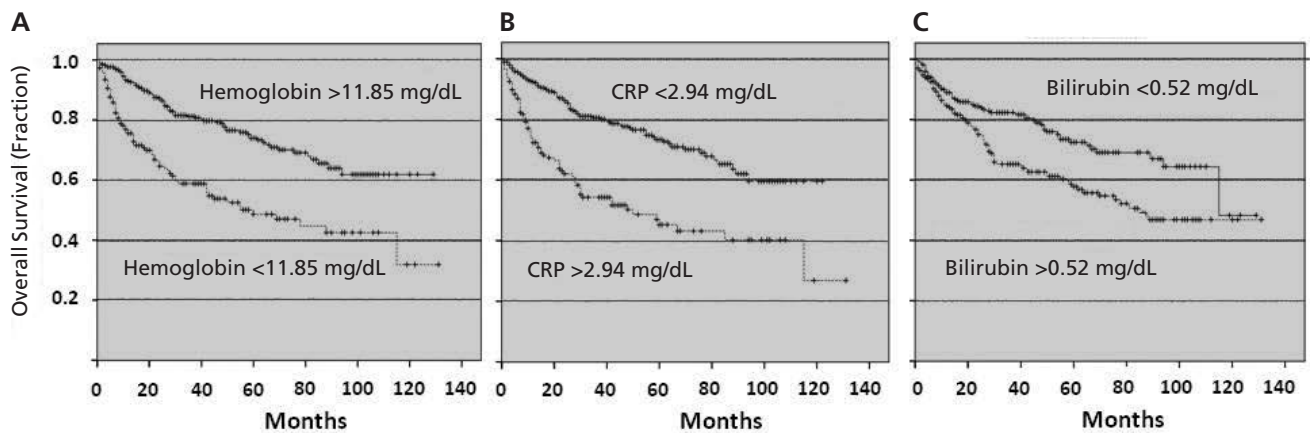 A
Overall Survival (Fraction)
1.0
0.8
0.6
0.4
0.2
Hemoglobin >11.85 mg/dL
Hemoglobin <11.85 mg/dL
0 20 40 60 80 100 120 140
Months
B
CRP <2.94 mg/dL
CRP >2.94 mg/dL
0 20 40 60 80 100 120 140
Months
C
Bilirubin <0.52 mg/dL
Bilirubin >0.52 mg/dL
0 20 40 60 80 100 120 140
Months